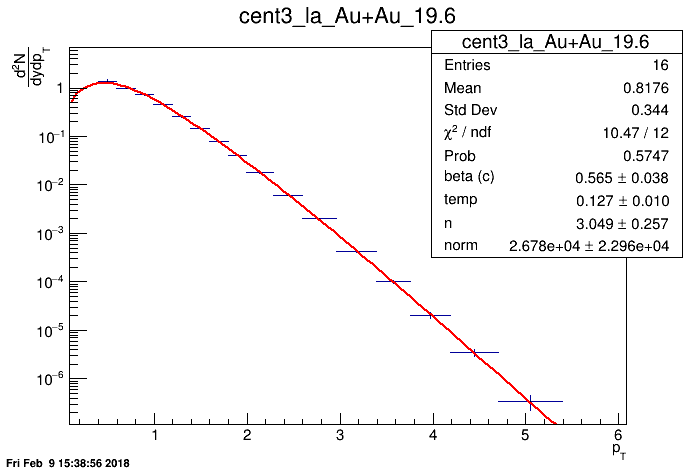 cent3_la_Au+Au_19.6
cent3_la_Au+Au_19.6
Entries 16
Mean 0.8176
Std Dev 0.344
χ² / ndf 10.47 / 12
Prob 0.5747
beta (c) 0.565 ± 0.038
temp 0.127 ± 0.010
n 3.049 ± 0.257
norm 2.678e+04 ± 2.296e+04
d²N
dydp_T
1
10⁻¹
10⁻²
10⁻³
10⁻⁴
10⁻⁵
10⁻⁶
1 2 3 4 5 6
p_T
Fri Feb 9 15:38:56 2018